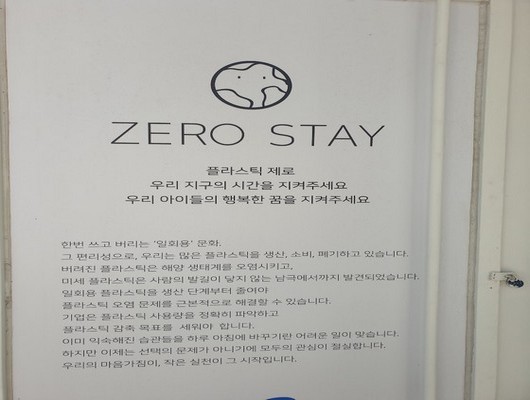 ZERO STAY
플라스틱 제로
우리 지구의 시간을 지켜주세요
우리 아이들의 행복한 꿈을 지켜주세요
한번 쓰고 버리는 '일회용' 문화.
그 편리성으로, 우리는 많은 플라스틱을 생산, 소비, 폐기하고 있습니다.
버려진 플라스틱은 해양 생태계를 오염시키고,
미세 플라스틱은 사람의 발길이 닿지 않는 남극에서까지 발견되었습니다.
일회용 플라스틱을 생산 단계부터 줄여야
플라스틱 오염 문제를 근본적으로 해결할 수 있습니다.
기업은 플라스틱 사용량을 정확히 파악하고
플라스틱 감축 목표를 세워야 합니다.
이미 익숙해진 습관들을 하루 아침에 바꾸기란 어려운 일이 맞습니다.
하지만 이제는 선택의 문제가 아니기에 모두의 관심이 절실합니다.
우리의 마음가짐이, 작은 실천이 그 시작입니다.